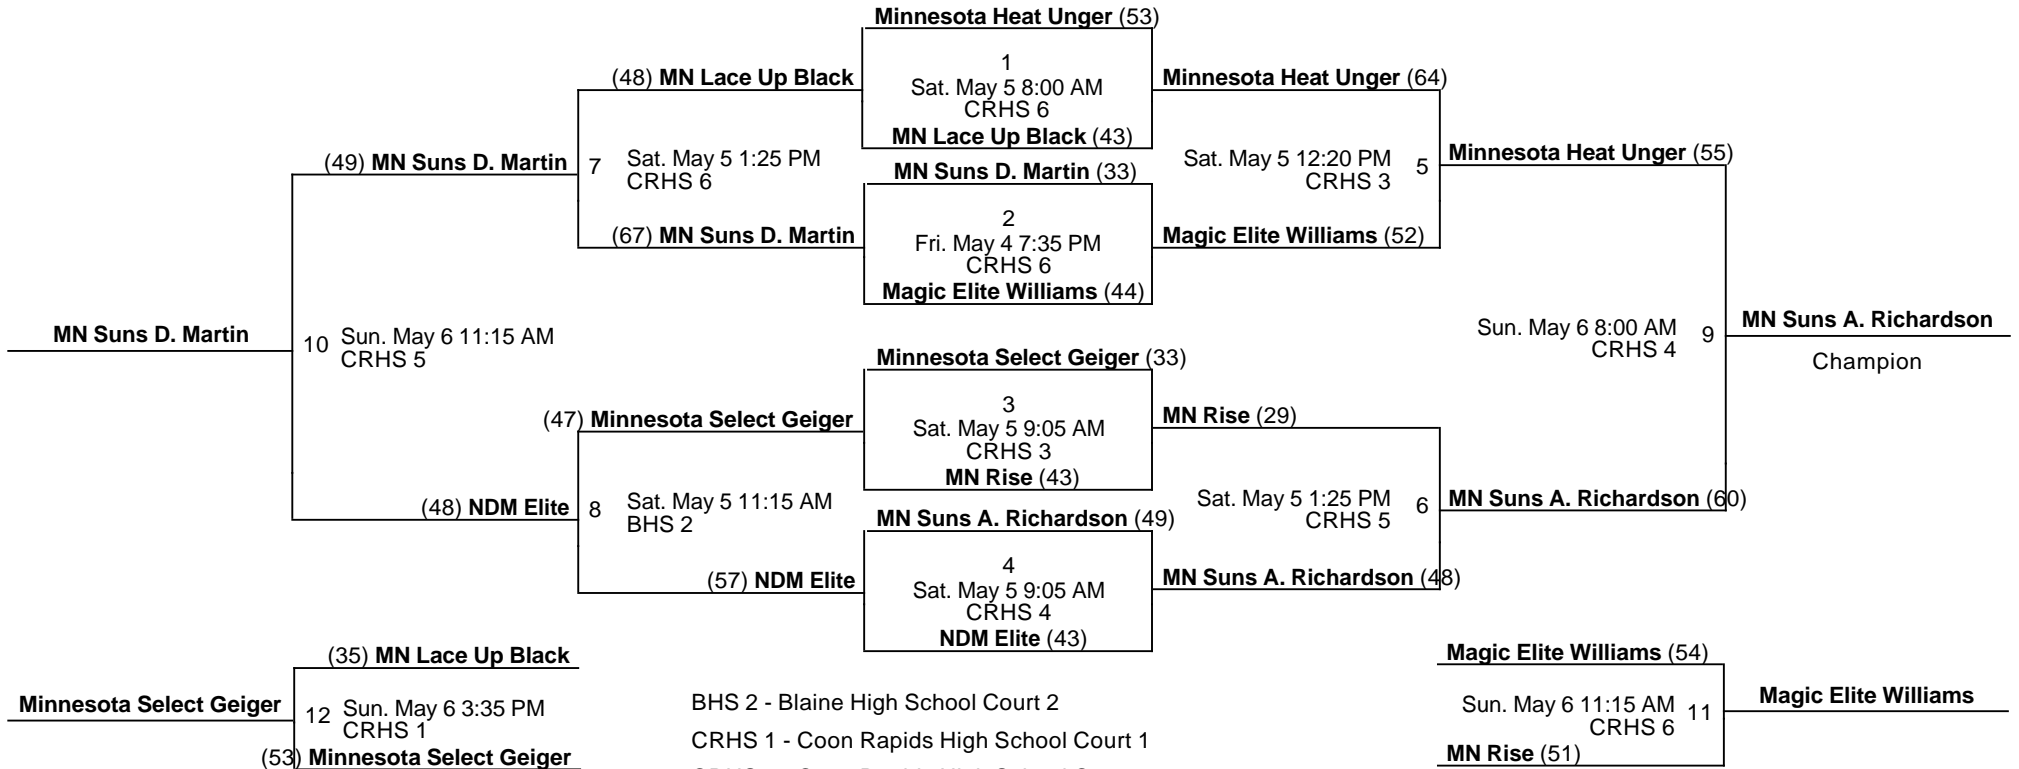 Minnesota Heat Unger (53)
1
Sat. May 5 8:00 AM
CRHS 6
MN Lace Up Black (43)
(48) MN Lace Up Black
Minnesota Heat Unger (64)
(49) MN Suns D. Martin
7
Sat. May 5 1:25 PM
CRHS 6
Sat. May 5 12:20 PM
CRHS 3
5
Minnesota Heat Unger (55)
MN Suns D. Martin (33)
2
Fri. May 4 7:35 PM
CRHS 6
Magic Elite Williams (44)
(67) MN Suns D. Martin
Magic Elite Williams (52)
MN Suns D. Martin
10
Sun. May 6 11:15 AM
CRHS 5
Sun. May 6 8:00 AM
CRHS 4
9
MN Suns A. Richardson
Champion
Minnesota Select Geiger (33)
3
Sat. May 5 9:05 AM
CRHS 3
MN Rise (43)
(47) Minnesota Select Geiger
MN Rise (29)
(48) NDM Elite
8
Sat. May 5 11:15 AM
BHS 2
Sat. May 5 1:25 PM
CRHS 5
6
MN Suns A. Richardson (60)
MN Suns A. Richardson (49)
4
Sat. May 5 9:05 AM
CRHS 4
NDM Elite (43)
(57) NDM Elite
MN Suns A. Richardson (48)
(35) MN Lace Up Black
Minnesota Select Geiger
12
Sun. May 6 3:35 PM
CRHS 1
(53) Minnesota Select Geiger
BHS 2 - Blaine High School Court 2
CRHS 1 - Coon Rapids High School Court 1
Magic Elite Williams (54)
Sun. May 6 11:15 AM
CRHS 6
11
Magic Elite Williams
MN Rise (51)